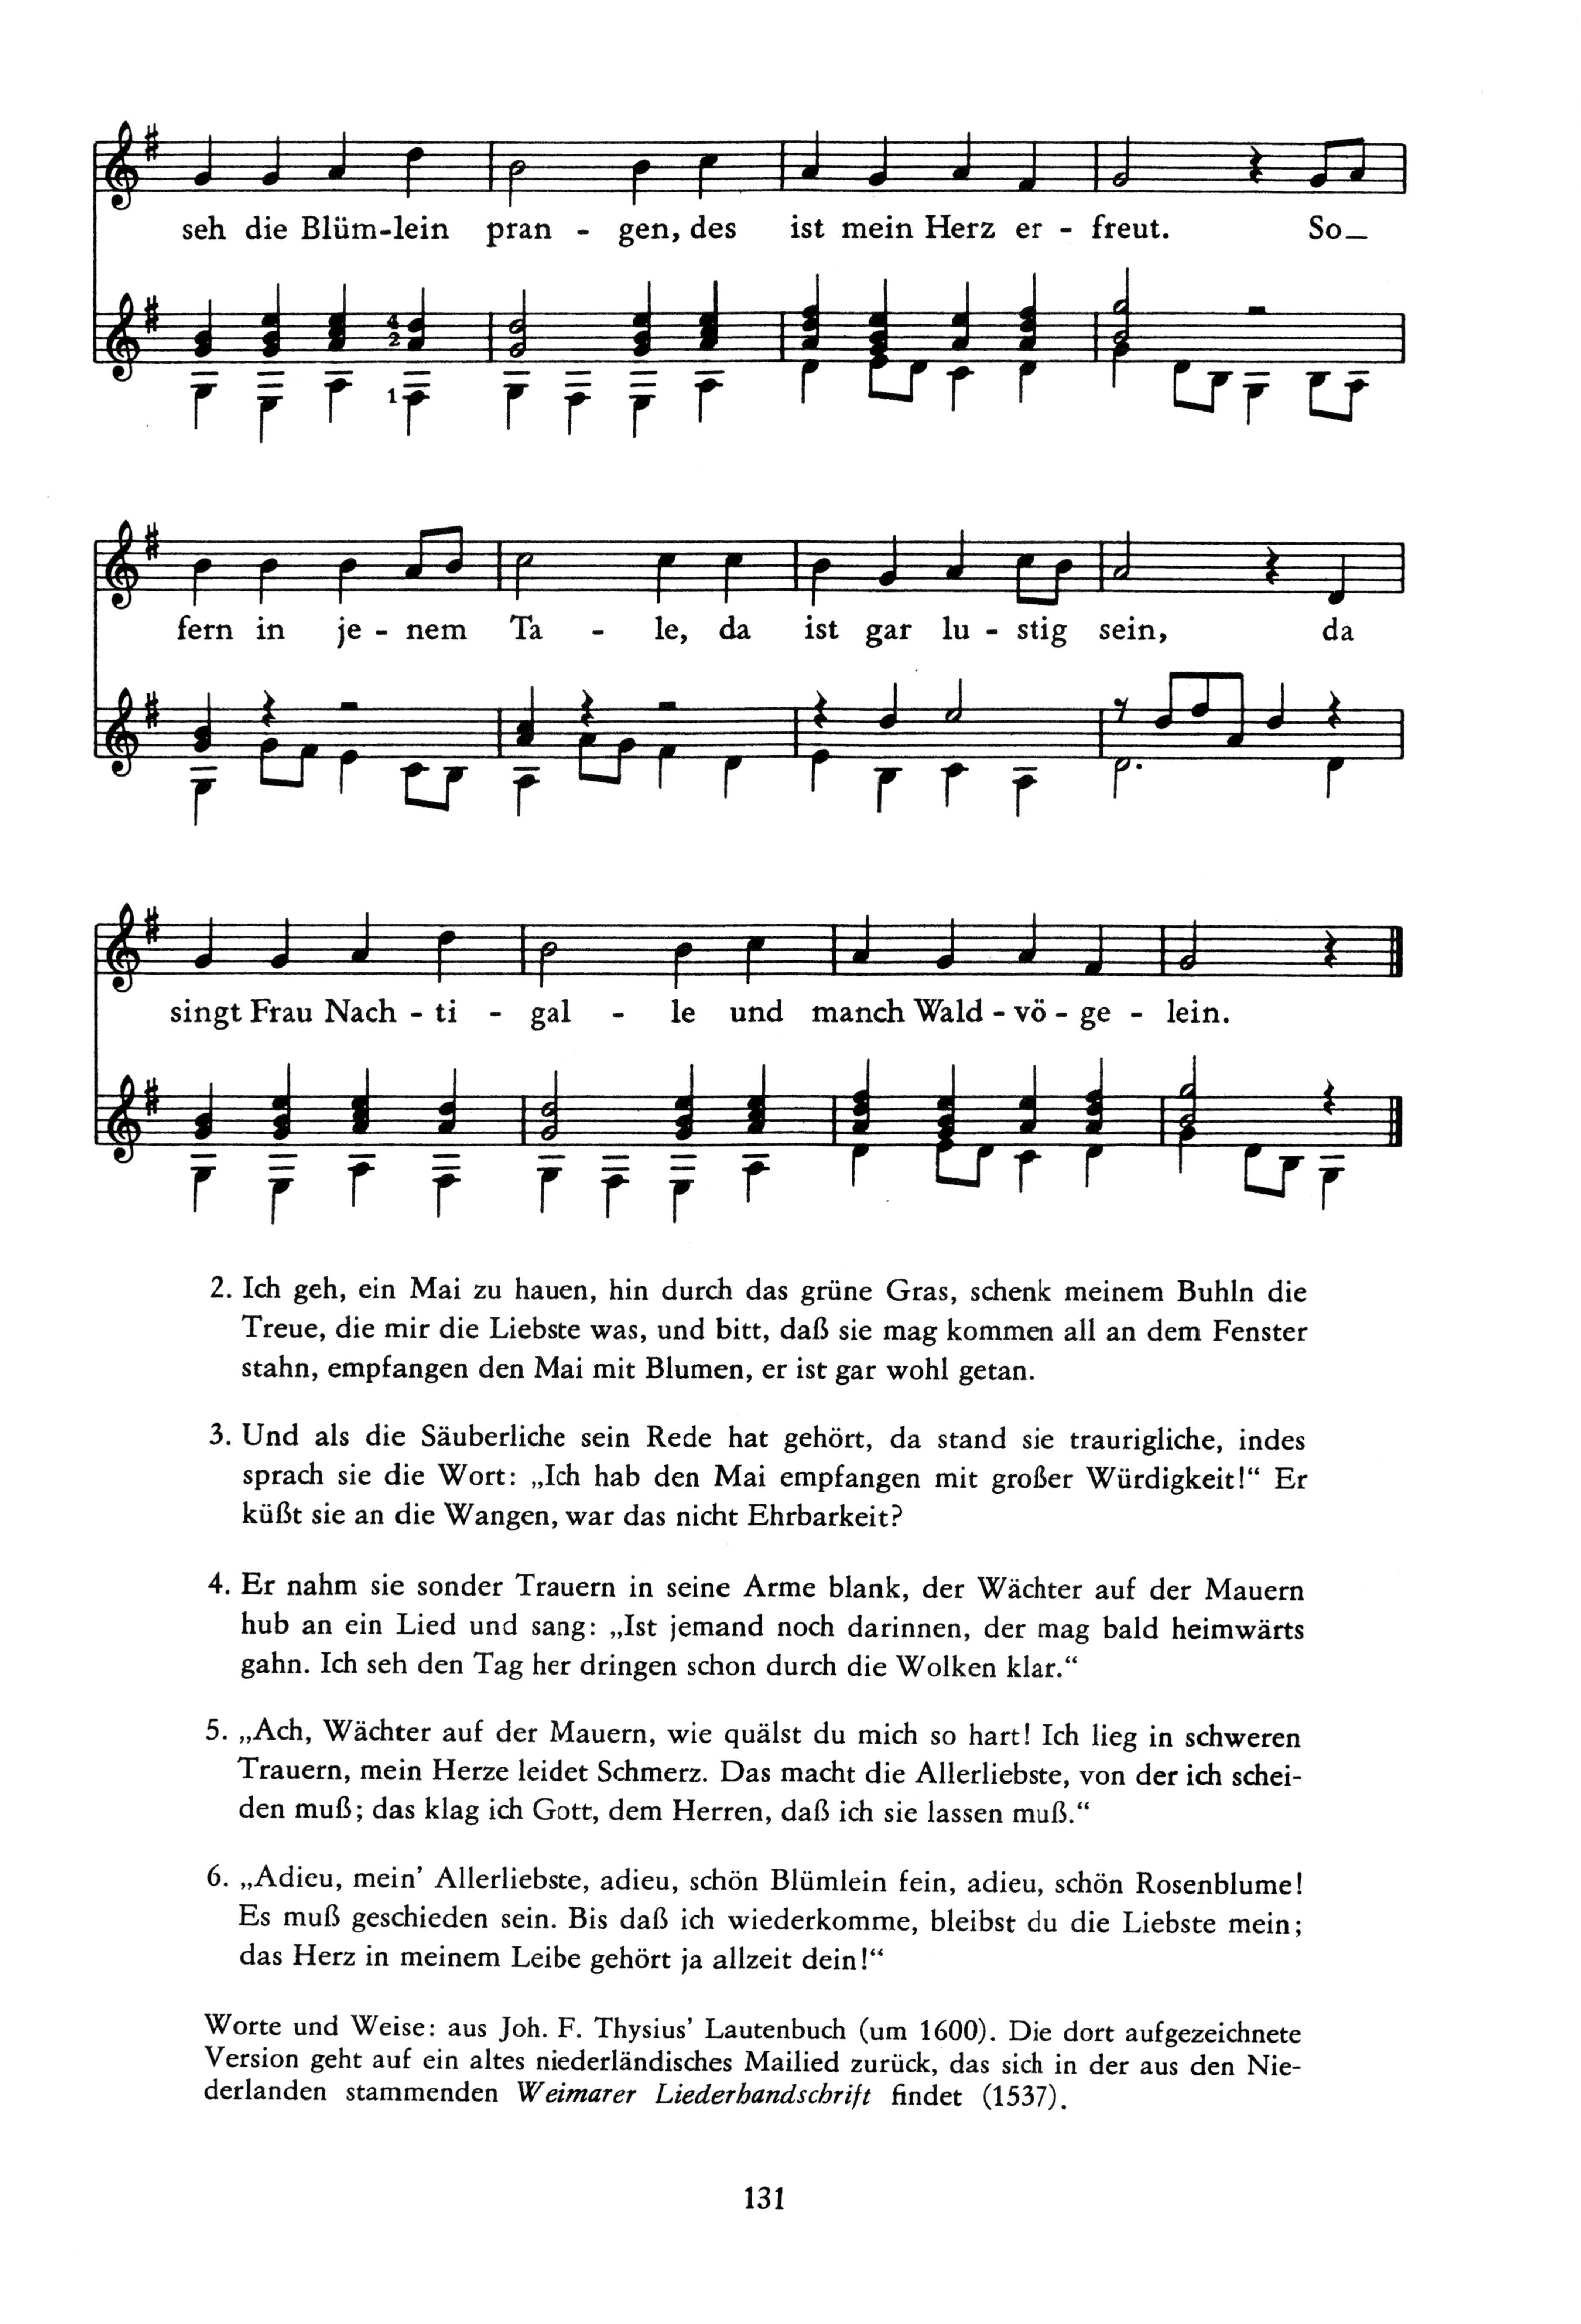 4
2
1
seh die Blüm-lein pran - gen, des ist mein Herz er - freut. So_
fern in je - nem Ta - le, da ist gar lu - stig sein, da
singt Frau Nach - ti - gal - le und manch Wald - vö - ge - lein.
2. Ich geh, ein Mai zu hauen, hin durch das grüne Gras, schenk meinem Buhln die
Treue, die mir die Liebste was, und bitt, daß sie mag kommen all an dem Fenster
stahn, empfangen den Mai mit Blumen, er ist gar wohl getan.
3. Und als die Säuberliche sein Rede hat gehört, da stand sie traurigliche, indes
sprach sie die Wort: „Ich hab den Mai empfangen mit großer Würdigkeit!“ Er
küßt sie an die Wangen, war das nicht Ehrbarkeit?
4. Er nahm sie sonder Trauern in seine Arme blank, der Wächter auf der Mauern
hub an ein Lied und sang: „Ist jemand noch darinnen, der mag bald heimwärts
gahn. Ich seh den Tag her dringen schon durch die Wolken klar.“
5. „Ach, Wächter auf der Mauern, wie quälst du mich so hart! Ich lieg in schweren
Trauern, mein Herze leidet Schmerz. Das macht die Allerliebste, von der ich schei-
den muß; das klag ich Gott, dem Herren, daß ich sie lassen muß.“
6. „Adieu, mein’ Allerliebste, adieu, schön Blümlein fein, adieu, schön Rosenblume!
Es muß geschieden sein. Bis daß ich wiederkomme, bleibst du die Liebste mein;
das Herz in meinem Leibe gehört ja allzeit dein!“
Worte und Weise: aus Joh. F. Thysius’ Lautenbuch (um 1600). Die dort aufgezeichnete
Version geht auf ein altes niederländisches Mailied zurück, das sich in der aus den Nie-
derlanden stammenden Weimarer Liederhandschrift findet (1537).
131